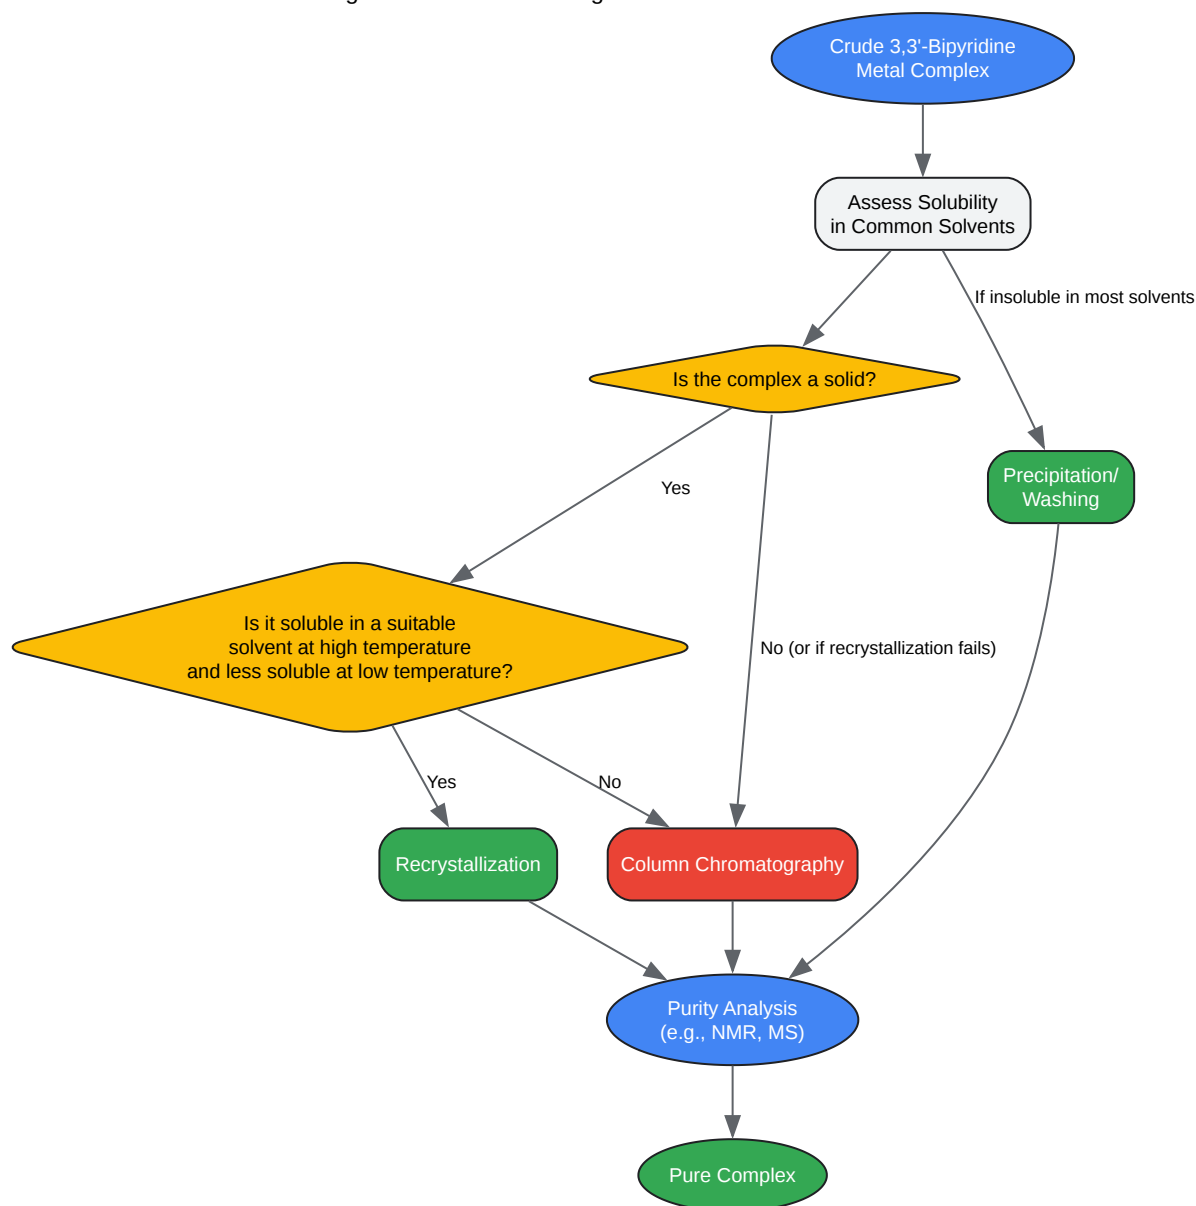 Crude 3,3'-Bipyridine
Metal Complex
Assess Solubility
in Common Solvents
If insoluble in most solvents
Is the complex a solid?
Precipitation/
Washing
Yes
Is it soluble in a suitable
solvent at high temperature
and less soluble at low temperature?
No (or if recrystallization fails)
Yes
No
Recrystallization
Column Chromatography
Purity Analysis
(e.g., NMR, MS)
Pure Complex